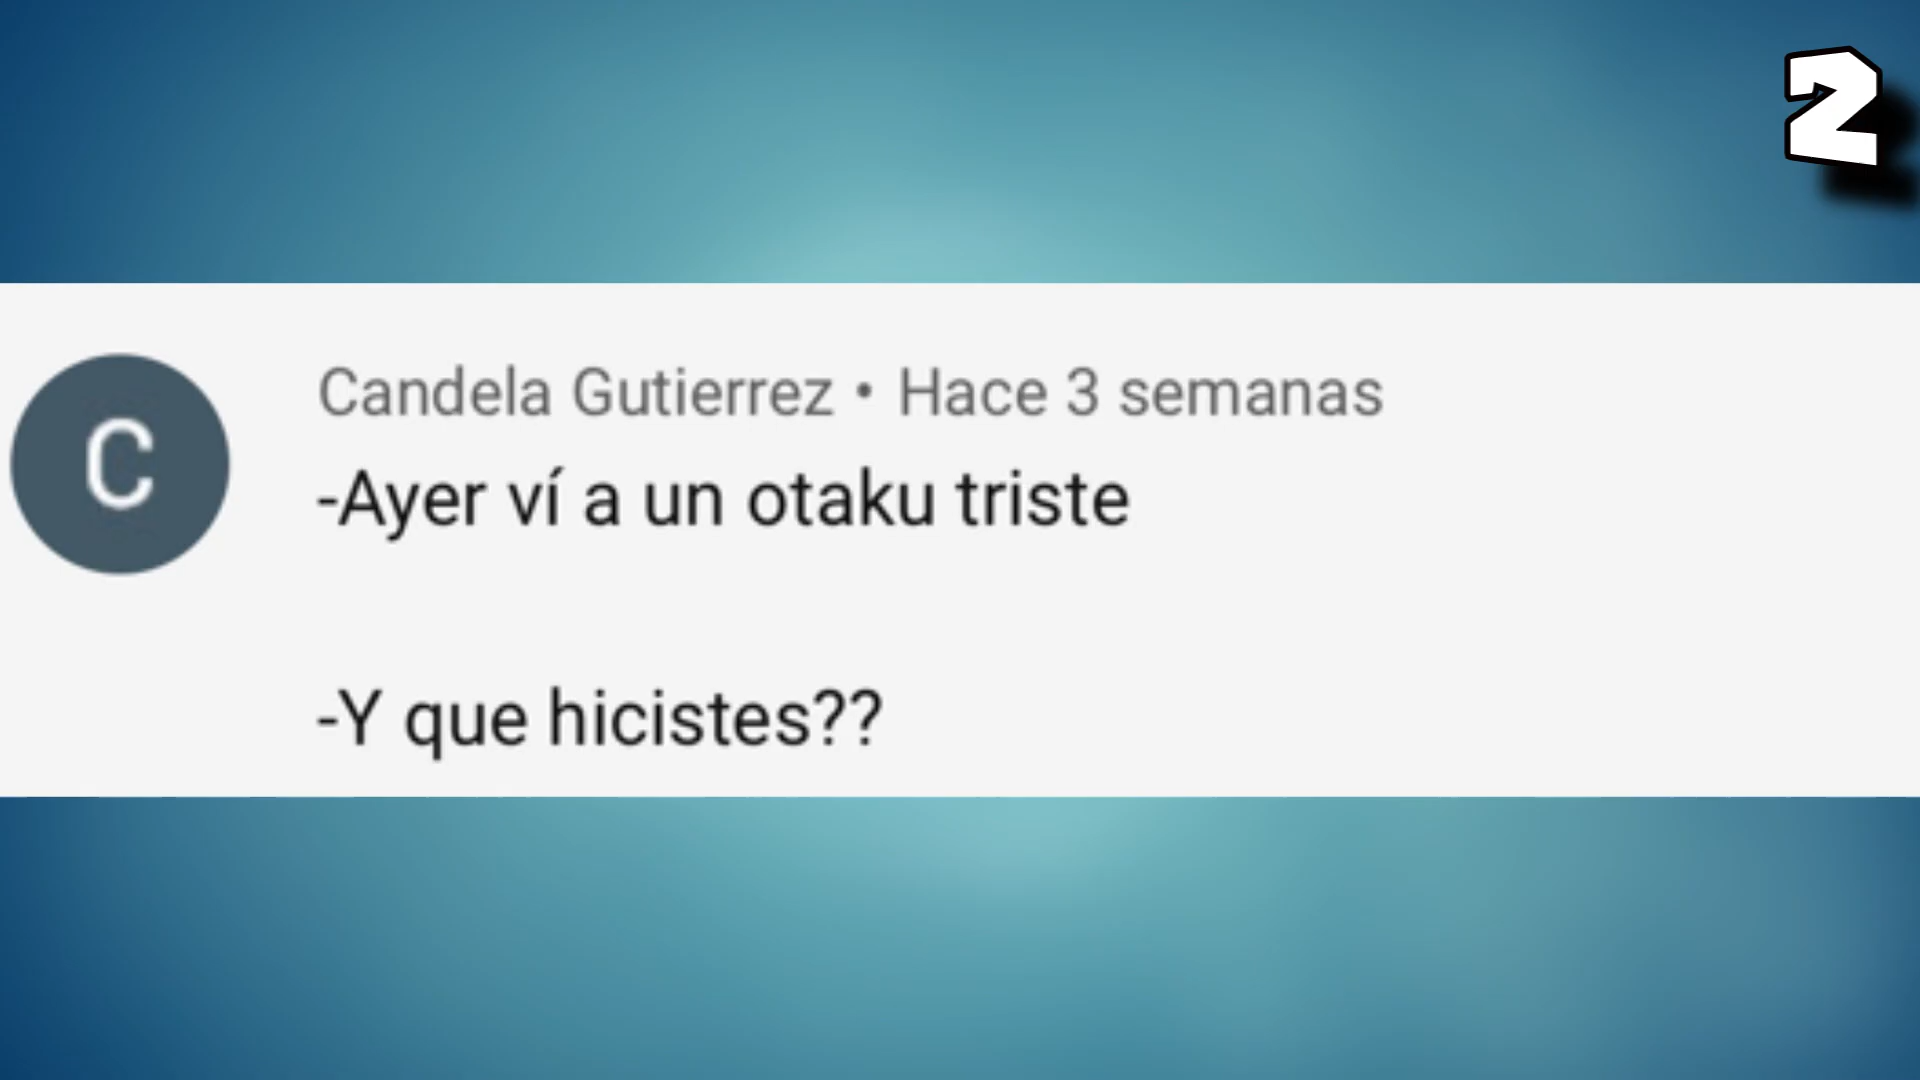 2
C
Candela Gutierrez • Hace 3 semanas
-Ayer ví a un otaku triste
-Y que hicistes??